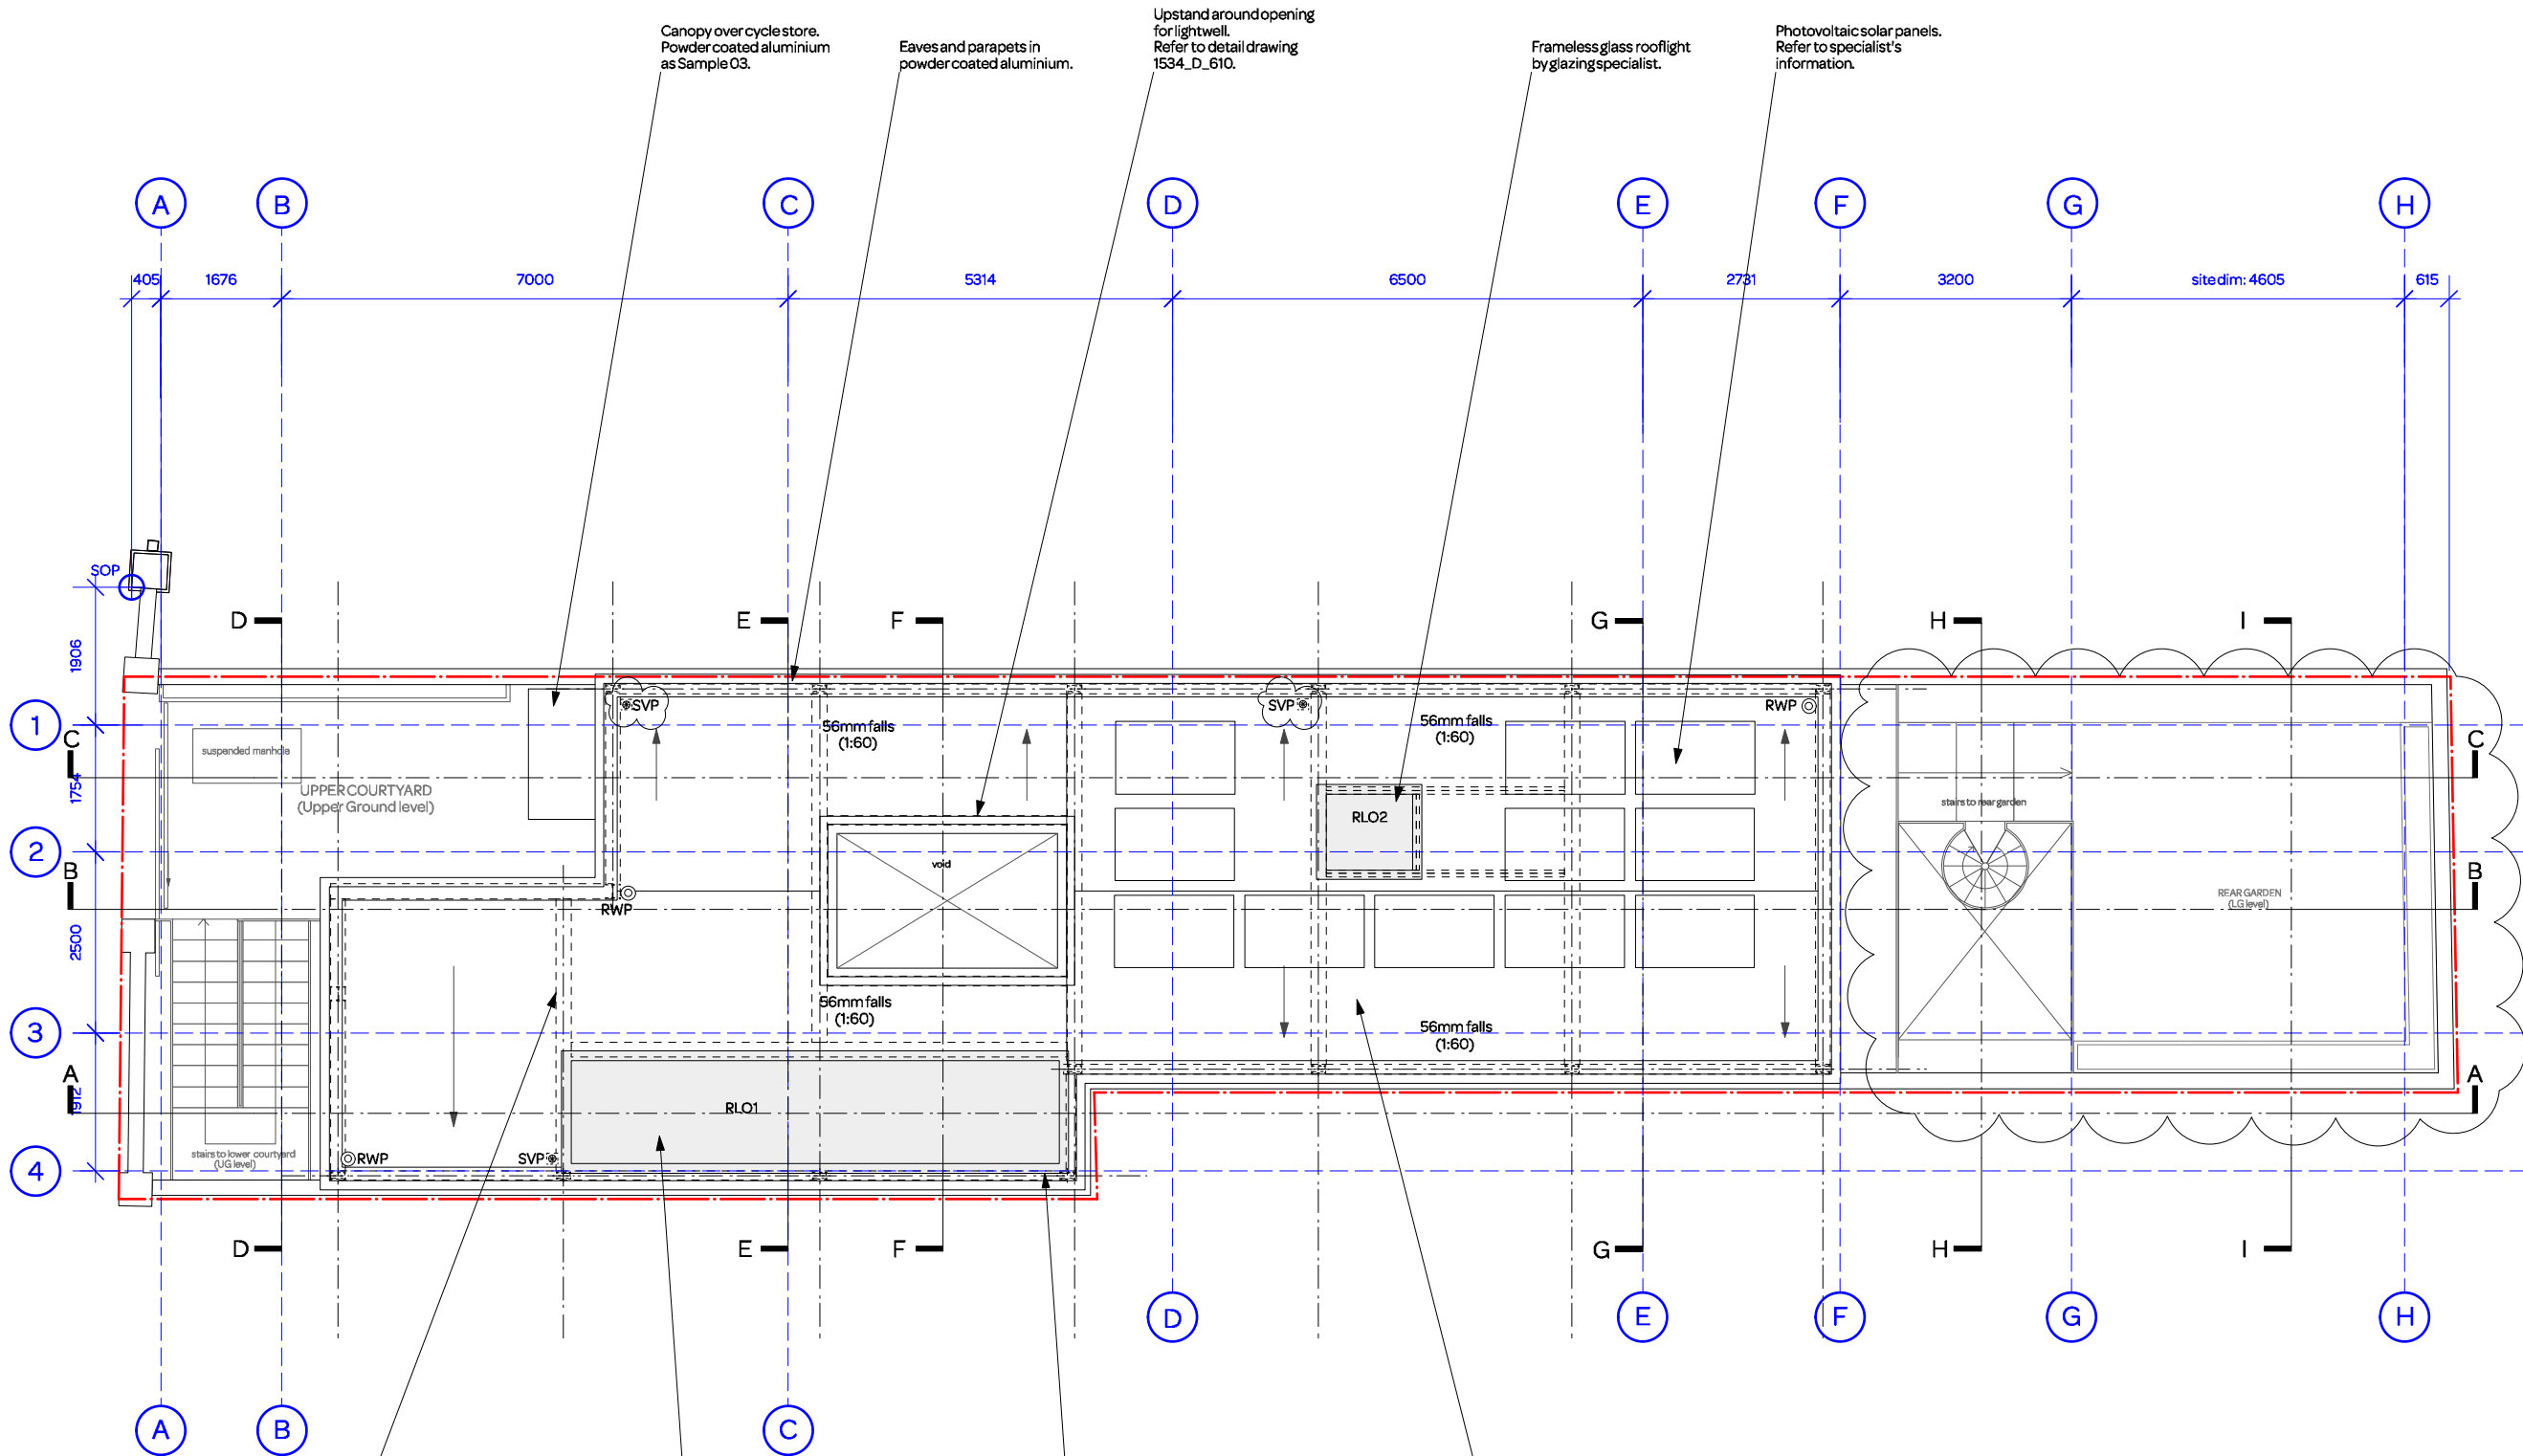 Canopy over cycle store.
Powder coated aluminium
as Sample 03.
Eaves and parapets in
powder coated aluminium.
Upstand around opening
for lightwell.
Refer to detail drawing
1534_D_610.
Frameless glass rooflight
by glazing specialist.
Photovoltaic solar panels.
Refer to specialist's
information.
A
B
C
D
E
F
G
H
405
1676
7000
5314
6500
2731
3200
site dim: 4605
615
SOP
1906
D
E
F
G
H
I
SVP
SVP
RWP
1
56mm falls
(1:60)
56mm falls
(1:60)
C
C
suspanded manhole
1754
UPPER COURTYARD
(Upper Ground level)
stairs to rear garden
RLO2
2
void
B
B
RWP
REAR GARDEN
(LG level)
2500
56mm falls
(1:60)
56mm falls
(1:60)
3
A
A
1912
RLO1
stairs to lower courtyard
(UG level)
RWP
SVP
4
D
E
F
G
H
I
D
E
F
G
H
A
B
C